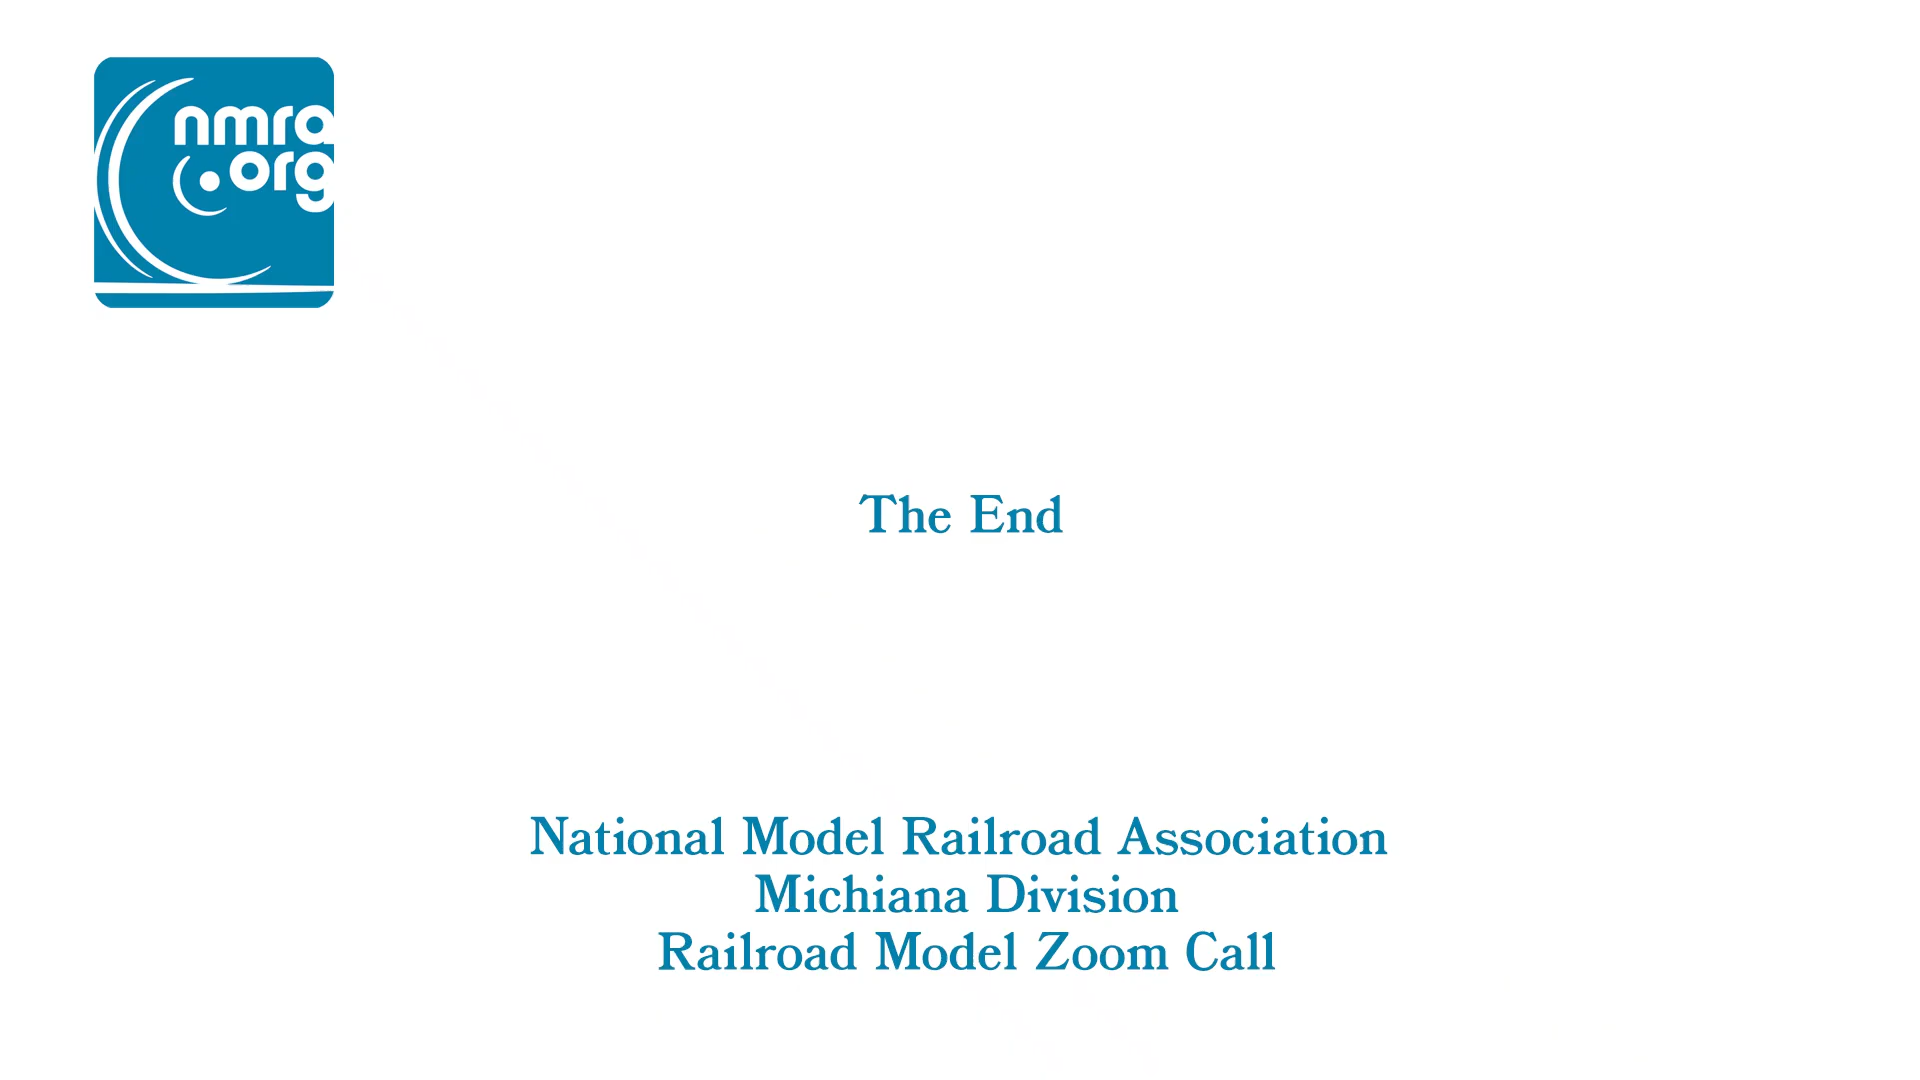 nmra
.org
The End
National Model Railroad Association
Michiana Division
Railroad Model Zoom Call